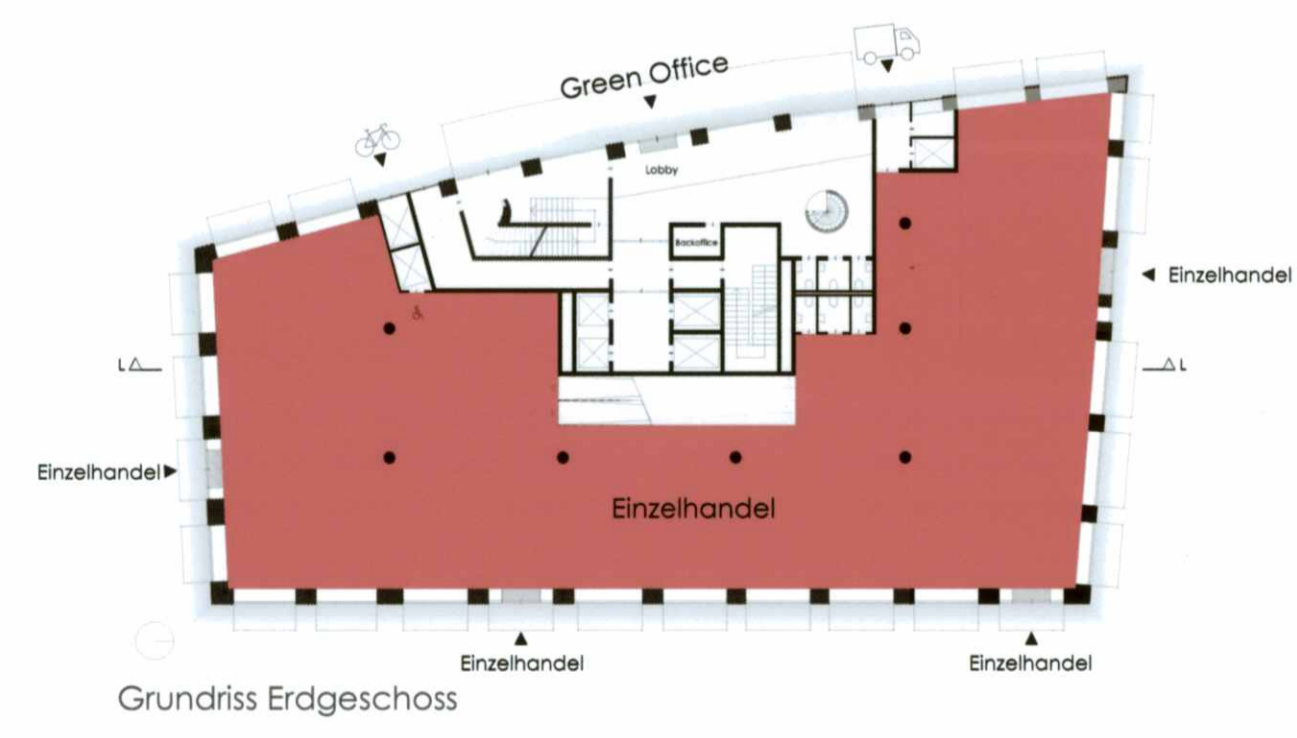 Green Office
Lobby
Backoffice
Einzelhandel
L
L
Einzelhandel
Einzelhandel
Einzelhandel
Einzelhandel
Grundriss Erdgeschoss